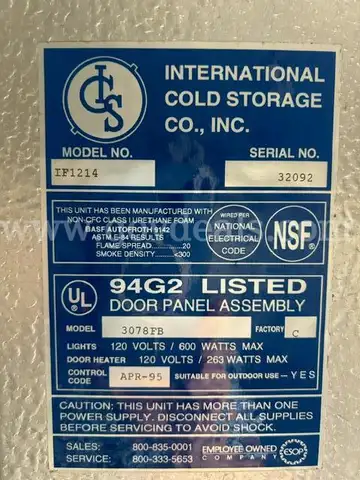 ICS
INTERNATIONAL
COLD STORAGE
CO., INC.
MODEL NO.
SERIAL NO.
IF1214
32092
THIS UNIT HAS BEEN MANUFACTURED WITH
NON-CFC CLASS I URETHANE FOAM
BASF AUTOFROTH 9142
ASTM E-84 RESULTS
FLAME SPREAD............20
SMOKE DENSITY..........<300
WIRED PER
NATIONAL
ELECTRICAL
CODE
NSF
UL
94G2 LISTED
DOOR PANEL ASSEMBLY
MODEL 3078FB FACTORY C
LIGHTS 120 VOLTS / 600 WATTS MAX
DOOR HEATER 120 VOLTS / 263 WATTS MAX
CONTROL
CODE
APR-95 SUITABLE FOR OUTDOOR USE - YES
CAUTION: THIS UNIT HAS MORE THAN ONE
POWER SUPPLY. DISCONNECT ALL SUPPLIES
BEFORE SERVICING TO AVOID SHOCK.
SALES: 800-835-0001
SERVICE: 800-333-5653
EMPLOYEE OWNED
COMPANY
ESOP